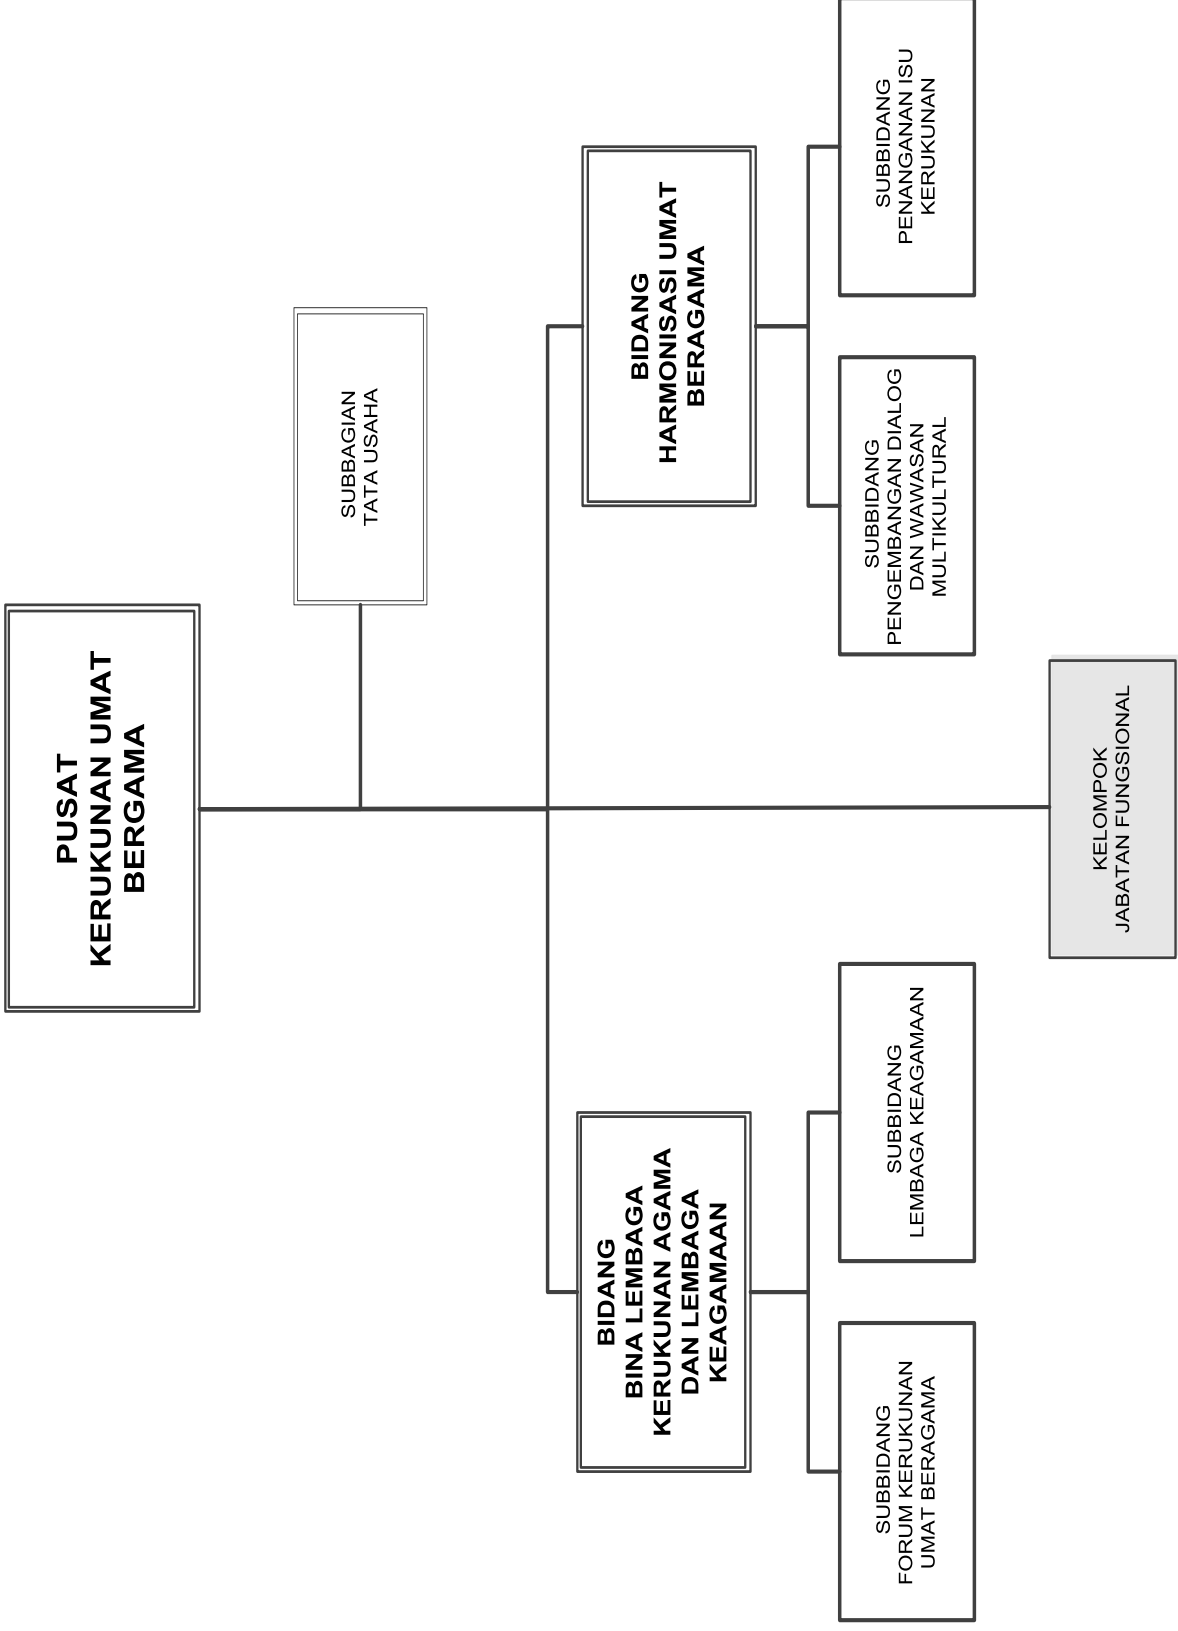 PUSAT
KERUKUNAN UMAT
BERGAMA
SUBBAGIAN
TATA USAHA
BIDANG
BINA LEMBAGA
KERUKUNAN AGAMA
DAN LEMBAGA
KEAGAMAAN
BIDANG
HARMONISASI UMAT
BERAGAMA
SUBBIDANG
FORUM KERUKUNAN
UMAT BERAGAMA
SUBBIDANG
LEMBAGA KEAGAMAAN
SUBBIDANG
PENGEMBANGAN DIALOG
DAN WAWASAN
MULTIKULTURAL
SUBBIDANG
PENANGANAN ISU
KERUKUNAN
KELOMPOK
JABATAN FUNGSIONAL